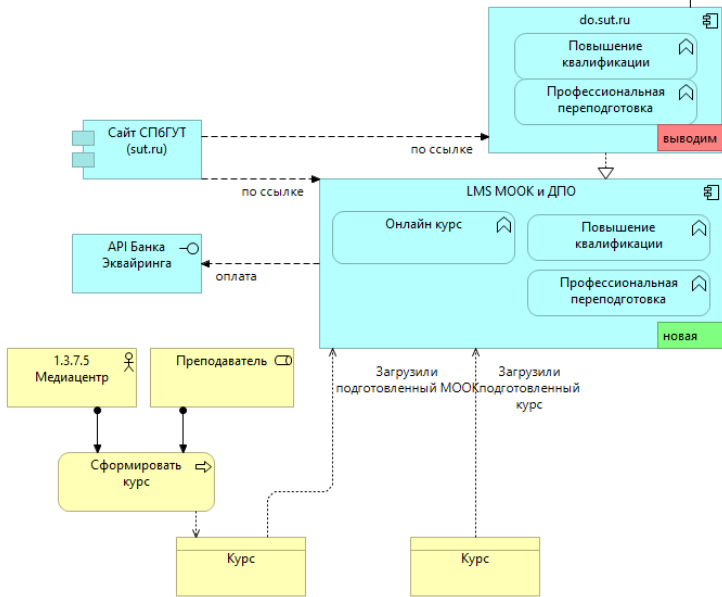 do.sut.ru
Повышение
квалификации
Профессиональная
переподготовка
выводим
Сайт СПбГУТ
(sut.ru)
по ссылке
по ссылке
LMS МООК и ДПО
Онлайн курс
Повышение
квалификации
Профессиональная
переподготовка
новая
API Банка
Эквайринга
оплата
1.3.7.5
Медиацентр
Преподаватель
Загрузили
подготовленный МООК
Загрузили
подготовленный
курс
Сформировать
курс
Курс
Курс